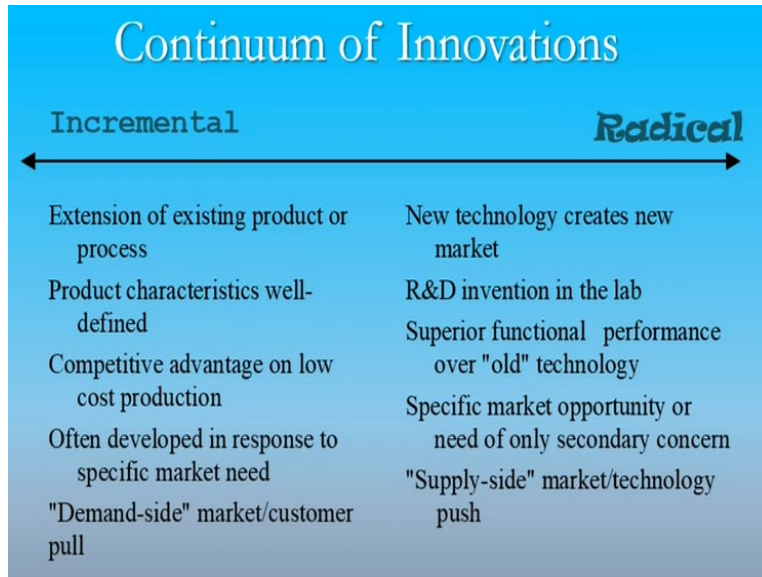 Continuum of Innovations
Incremental
Radical
Extension of existing product or
process
Product characteristics well-
defined
Competitive advantage on low
cost production
Often developed in response to
specific market need
"Demand-side" market/customer
pull
New technology creates new
market
R&D invention in the lab
Superior functional performance
over "old" technology
Specific market opportunity or
need of only secondary concern
"Supply-side" market/technology
push